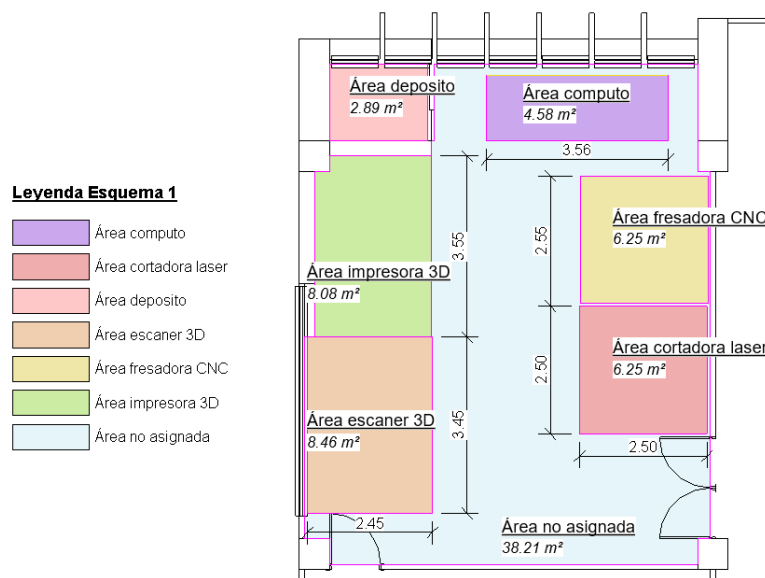 Área deposito
2.89 m²
Área computo
4.58 m²
3.56
Leyenda Esquema 1
Área computo
Área cortadora laser
Área deposito
Área escaner 3D
Área fresadora CNC
Área impresora 3D
Área no asignada
Área impresora 3D
8.08 m²
3.55
2.55
Área fresadora CNC
6.25 m²
Área cortadora laser
6.25 m²
2.50
2.50
Área escaner 3D
8.46 m²
3.45
2.45
Área no asignada
38.21 m²